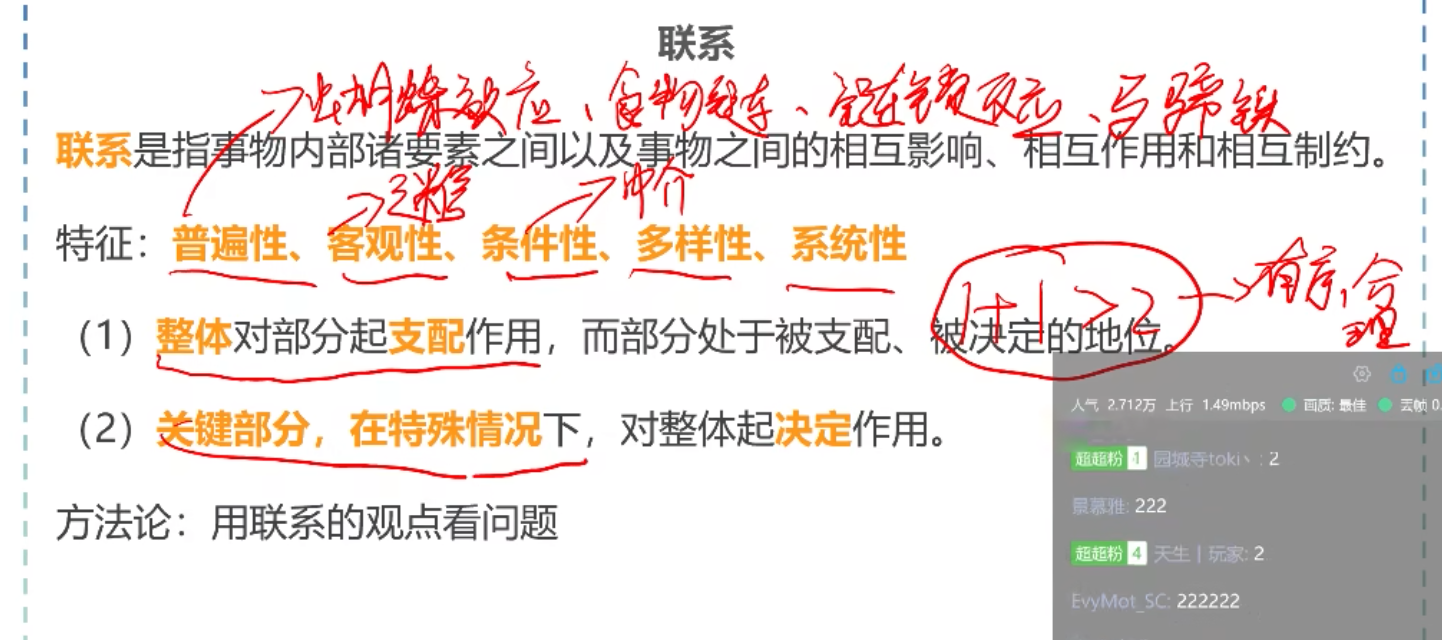 联系
蝴蝶效应、食物链、链锁反应、马蹄铁
联系是指事物内部诸要素之间以及事物之间的相互影响、相互作用和相互制约。
迷信 中介
特征：普遍性、客观性、条件性、多样性、系统性
1+1>2 有序,合理
（1）整体对部分起支配作用，而部分处于被支配、被决定的地位。
人气 2.712万 上行 1.49mbps 画质: 最佳 丢帧 0.
（2）关键部分，在特殊情况下，对整体起决定作用。
超超粉 1 园城寺tokiヽ: 2
景慕雅: 222
方法论：用联系的观点看问题
超超粉 4 天生丨玩家: 2
EvyMot_SC: 222222